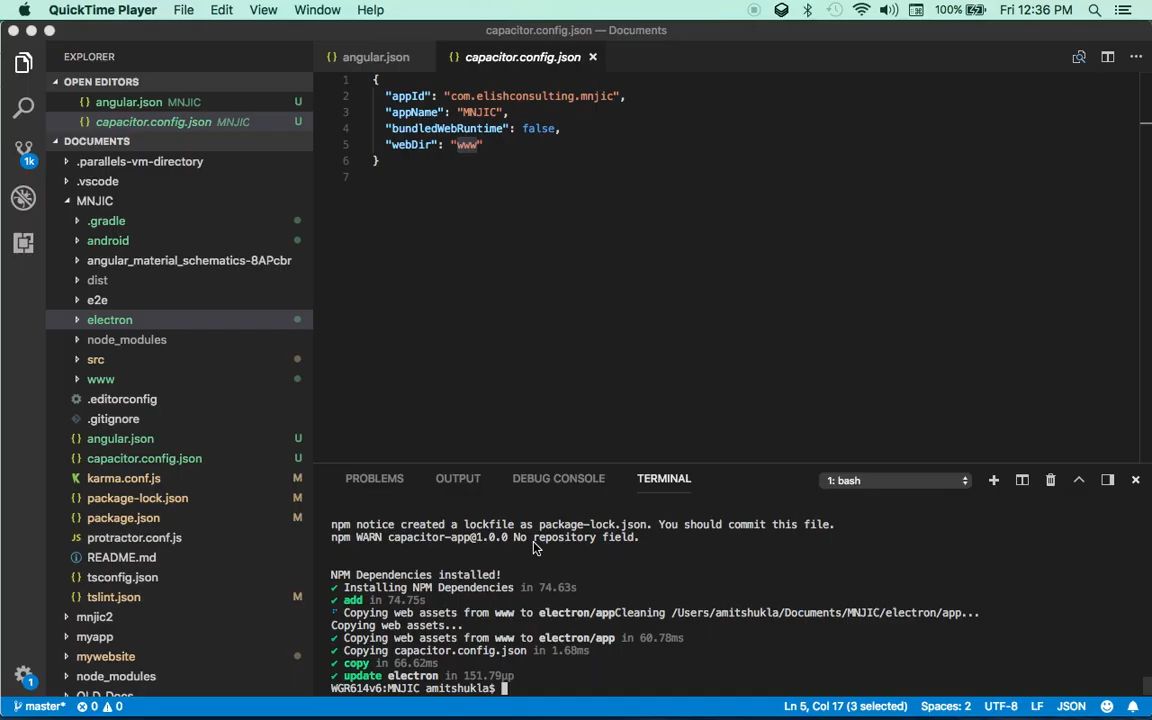 QuickTime Player File Edit View Window Help 100% Fri 12:36 PM
capacitor.config.json — Documents
EXPLORER
OPEN EDITORS
{} angular.json MNJIC U
{} capacitor.config.json MNJIC U
DOCUMENTS
.parallels-vm-directory
.vscode
MNJIC
.gradle
android
angular_material_schematics-8APcbr
dist
e2e
electron
node_modules
src
www
.editorconfig
.gitignore
{} angular.json U
{} capacitor.config.json U
karma.conf.js M
{} package-lock.json M
{} package.json M
JS protractor.conf.js
README.md
{} tsconfig.json
{} tslint.json M
mnjic2
myapp
mywebsite
node_modules
OLD Docs
1k
1
{} angular.json {} capacitor.config.json
1 {
2 "appId": "com.elishconsulting.mnjic",
3 "appName": "MNJIC",
4 "bundledWebRuntime": false,
5 "webDir": "www"
6 }
7
PROBLEMS OUTPUT DEBUG CONSOLE TERMINAL 1: bash
npm notice created a lockfile as package-lock.json. You should commit this file.
npm WARN capacitor-app@1.0.0 No repository field.
NPM Dependencies installed!
✔ Installing NPM Dependencies in 74.63s
✔ add in 74.75s
Copying web assets from www to electron/appCleaning /Users/amitshukla/Documents/MNJIC/electron/app...
Copying web assets...
✔ Copying web assets from www to electron/app in 60.78ms
✔ Copying capacitor.config.json in 1.68ms
✔ copy in 66.62ms
✔ update electron in 151.79μp
WGR614v6:MNJIC amitshukla$
master* 0 0 Ln 5, Col 17 (3 selected) Spaces: 2 UTF-8 LF JSON